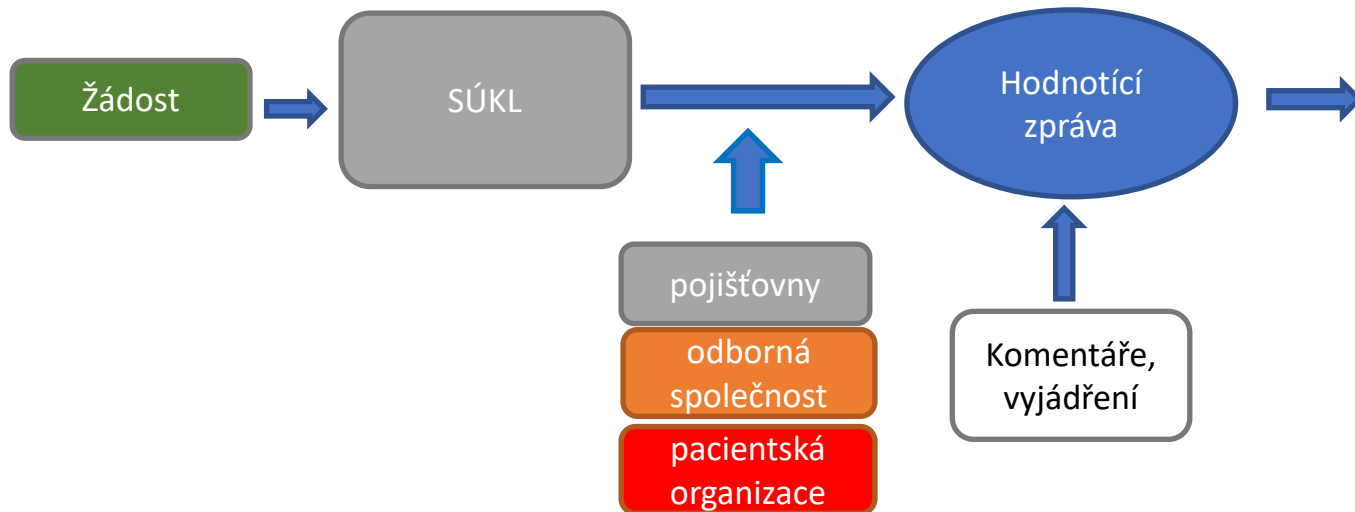 Žádost
SÚKL
Hodnotící
zpráva
pojišťovny
odborná
společnost
pacientská
organizace
Komentáře,
vyjádření